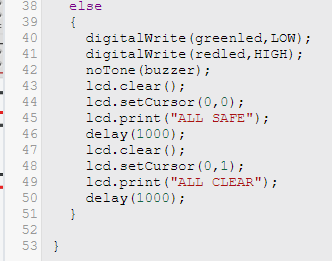 38 else
39 {
40 digitalWrite(greenled,LOW);
41 digitalWrite(redled,HIGH);
42 noTone(buzzer);
43 lcd.clear();
44 lcd.setCursor(0,0);
45 lcd.print("ALL SAFE");
46 delay(1000);
47 lcd.clear();
48 lcd.setCursor(0,1);
49 lcd.print("ALL CLEAR");
50 delay(1000);
51 }
52
53 }